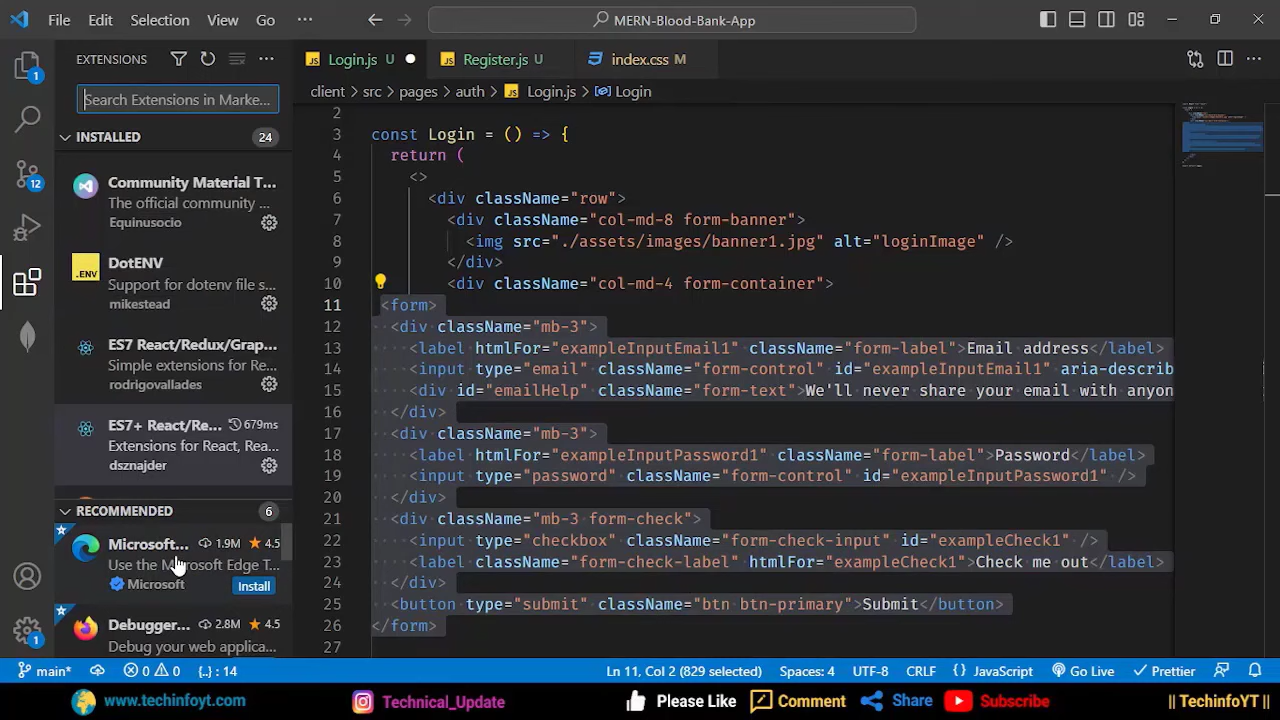 File Edit Selection View Go ··· MERN-Blood-Bank-App
EXTENSIONS
Search Extensions in Marke...
INSTALLED 24
Community Material T...
The official community ...
Equinusocio
.ENV
DotENV
Support for dotenv file s...
mikestead
ES7 React/Redux/Grap...
Simple extensions for Re...
rodrigovallades
ES7+ React/Re... 679ms
Extensions for React, Rea...
dsznajder
RECOMMENDED 6
Microsoft... 1.9M 4.5
Use the Microsoft Edge T...
Microsoft Install
Debugger... 2.8M 4.5
Debug your web applica...
1
12
1
JS Login.js U JS Register.js U index.css M
client > src > pages > auth > JS Login.js > Login
2
3 const Login = () => {
4 return (
5 <>
6 <div className="row">
7 <div className="col-md-8 form-banner">
8 <img src="./assets/images/banner1.jpg" alt="loginImage" />
9 </div>
10 <div className="col-md-4 form-container">
11 <form>
12 <div className="mb-3">
13 <label htmlFor="exampleInputEmail1" className="form-label">Email address</label>
14 <input type="email" className="form-control" id="exampleInputEmail1" aria-describ
15 <div id="emailHelp" className="form-text">We'll never share your email with anyon
16 </div>
17 <div className="mb-3">
18 <label htmlFor="exampleInputPassword1" className="form-label">Password</label>
19 <input type="password" className="form-control" id="exampleInputPassword1" />
20 </div>
21 <div className="mb-3 form-check">
22 <input type="checkbox" className="form-check-input" id="exampleCheck1" />
23 <label className="form-check-label" htmlFor="exampleCheck1">Check me out</label>
24 </div>
25 <button type="submit" className="btn btn-primary">Submit</button>
26 </form>
27
main* 0 0 {..} : 14 Ln 11, Col 2 (829 selected) Spaces: 4 UTF-8 CRLF {} JavaScript Go Live Prettier
www.techinfoyt.com Technical_Update Please Like Comment Share Subscribe || TechinfoYT ||